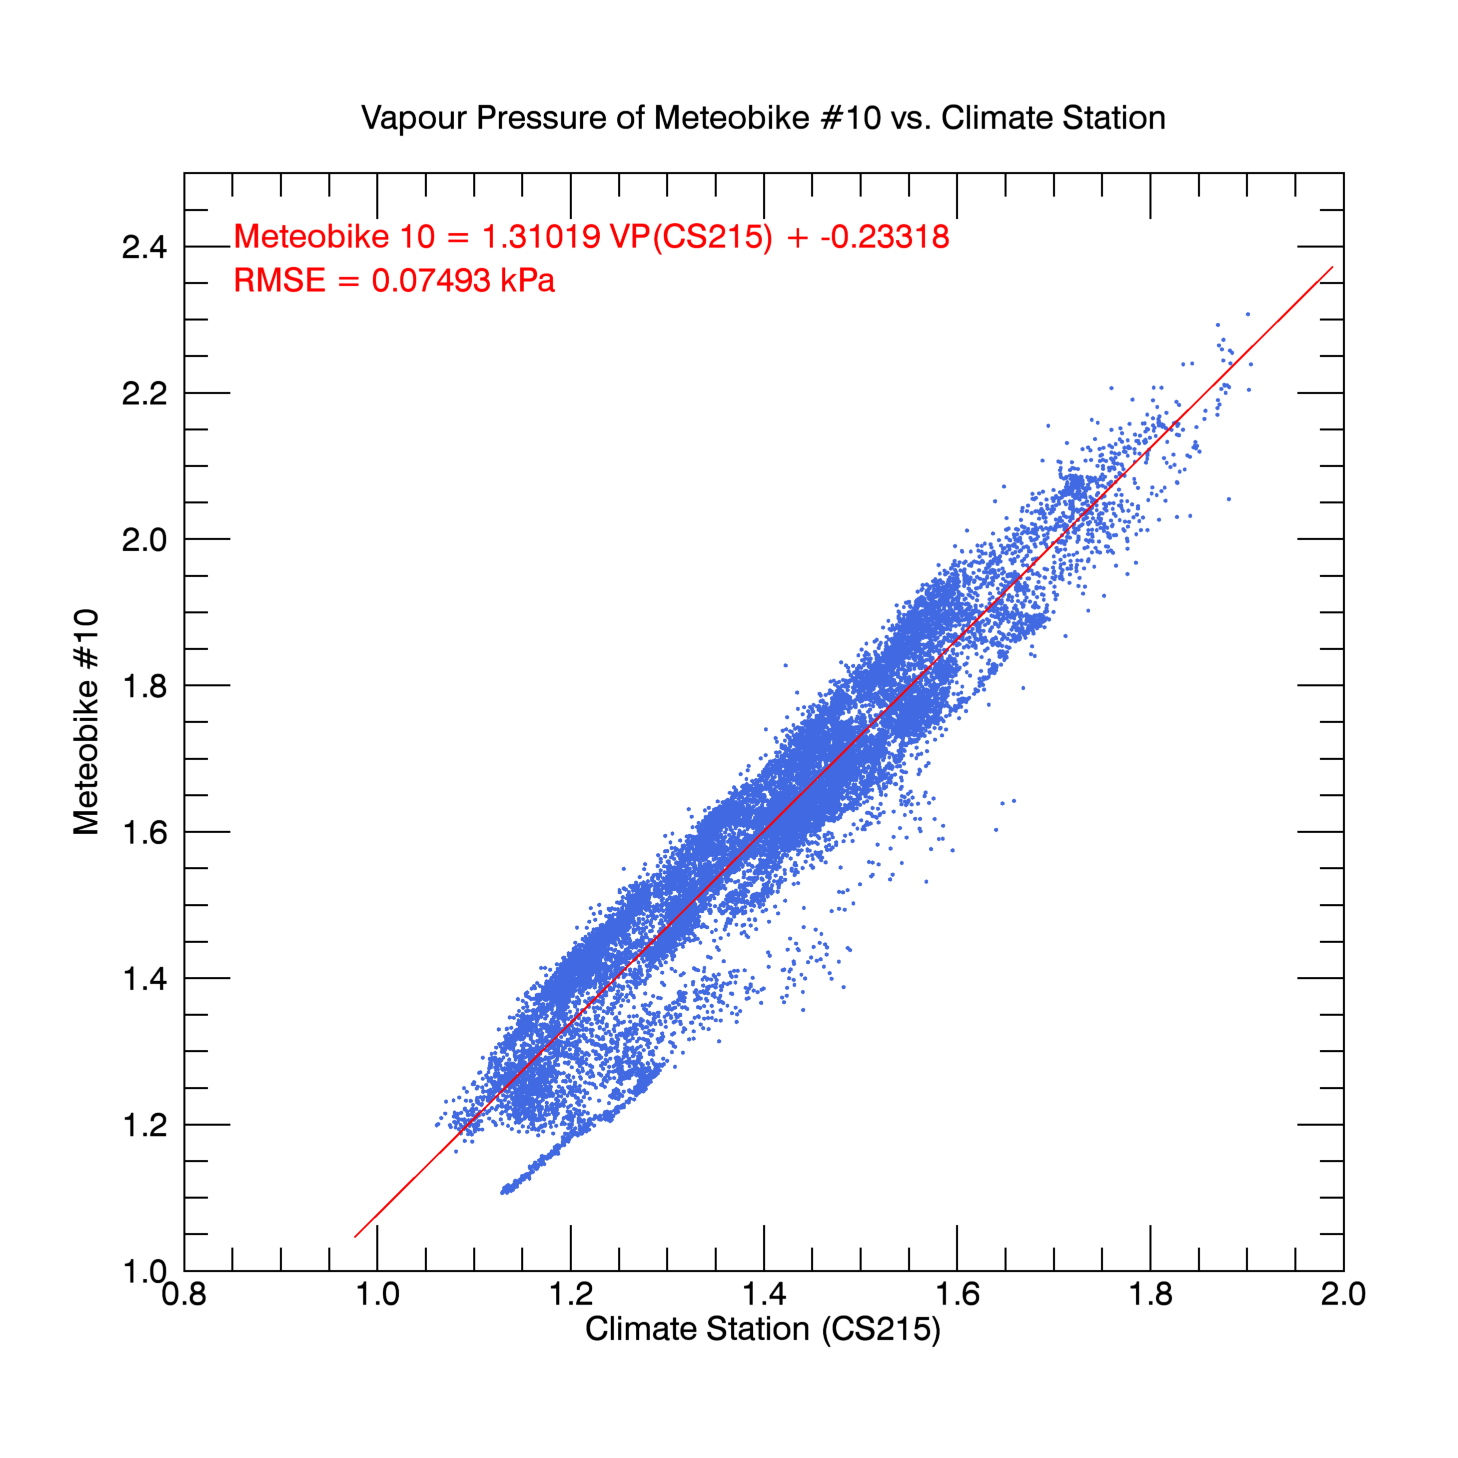 Vapour Pressure of Meteobike #10 vs. Climate Station
Meteobike 10 = 1.31019 VP(CS215) + -0.23318
RMSE = 0.07493 kPa
2.4
2.2
2.0
1.8
1.6
1.4
1.2
1.0
Meteobike #10
0.8 1.0 1.2 1.4 1.6 1.8 2.0
Climate Station (CS215)